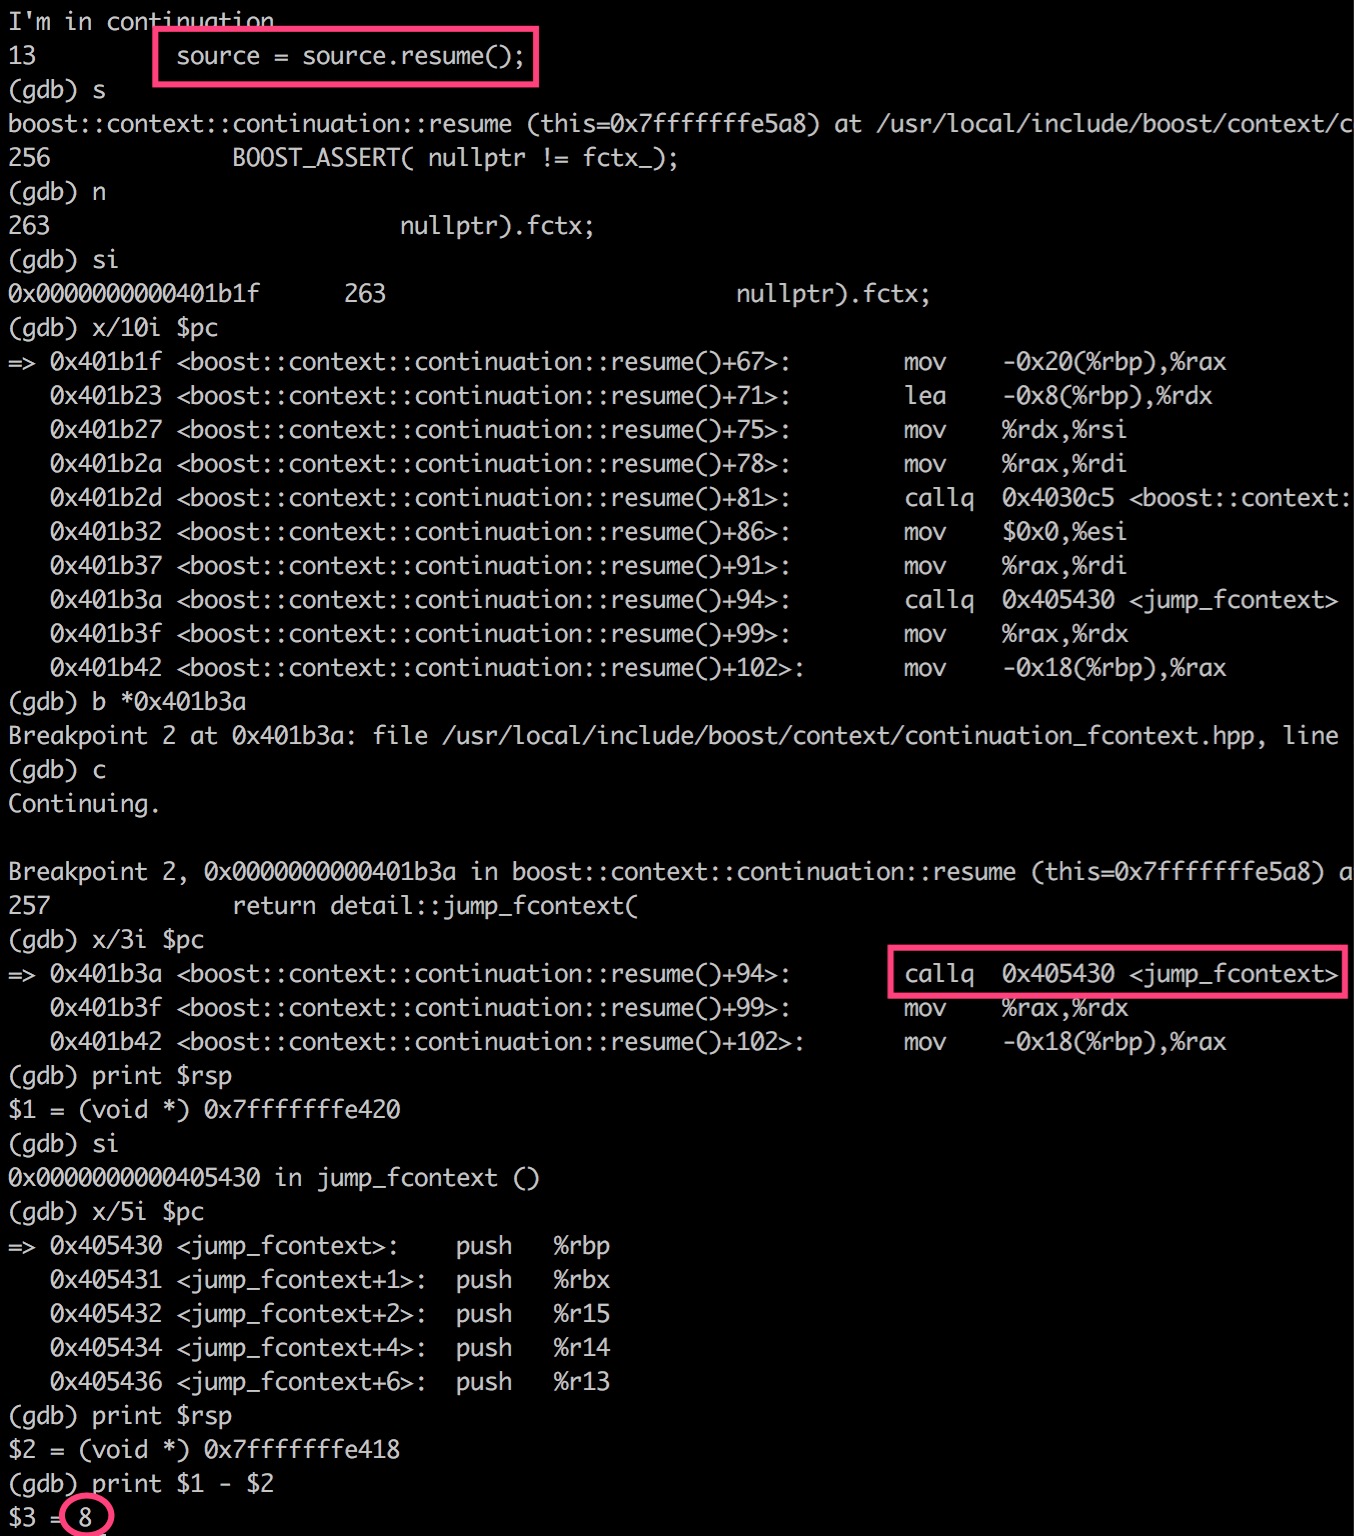 I'm in continuation
13          source = source.resume();
(gdb) s
boost::context::continuation::resume (this=0x7fffffffe5a8) at /usr/local/include/boost/context/c
256             BOOST_ASSERT( nullptr != fctx_);
(gdb) n
263                         nullptr).fctx;
(gdb) si
0x0000000000401b1f      263                         nullptr).fctx;
(gdb) x/10i $pc
=> 0x401b1f <boost::context::continuation::resume()+67>:        mov    -0x20(%rbp),%rax
   0x401b23 <boost::context::continuation::resume()+71>:        lea    -0x8(%rbp),%rdx
   0x401b27 <boost::context::continuation::resume()+75>:        mov    %rdx,%rsi
   0x401b2a <boost::context::continuation::resume()+78>:        mov    %rax,%rdi
   0x401b2d <boost::context::continuation::resume()+81>:        callq  0x4030c5 <boost::context:
   0x401b32 <boost::context::continuation::resume()+86>:        mov    $0x0,%esi
   0x401b37 <boost::context::continuation::resume()+91>:        mov    %rax,%rdi
   0x401b3a <boost::context::continuation::resume()+94>:        callq  0x405430 <jump_fcontext>
   0x401b3f <boost::context::continuation::resume()+99>:        mov    %rax,%rdx
   0x401b42 <boost::context::continuation::resume()+102>:       mov    -0x18(%rbp),%rax
(gdb) b *0x401b3a
Breakpoint 2 at 0x401b3a: file /usr/local/include/boost/context/continuation_fcontext.hpp, line
(gdb) c
Continuing.

Breakpoint 2, 0x0000000000401b3a in boost::context::continuation::resume (this=0x7fffffffe5a8) a
257             return detail::jump_fcontext(
(gdb) x/3i $pc
=> 0x401b3a <boost::context::continuation::resume()+94>:        callq  0x405430 <jump_fcontext>
   0x401b3f <boost::context::continuation::resume()+99>:        mov    %rax,%rdx
   0x401b42 <boost::context::continuation::resume()+102>:       mov    -0x18(%rbp),%rax
(gdb) print $rsp
$1 = (void *) 0x7fffffffe420
(gdb) si
0x0000000000405430 in jump_fcontext ()
(gdb) x/5i $pc
=> 0x405430 <jump_fcontext>:    push   %rbp
   0x405431 <jump_fcontext+1>:  push   %rbx
   0x405432 <jump_fcontext+2>:  push   %r15
   0x405434 <jump_fcontext+4>:  push   %r14
   0x405436 <jump_fcontext+6>:  push   %r13
(gdb) print $rsp
$2 = (void *) 0x7fffffffe418
(gdb) print $1 - $2
$3 = 8